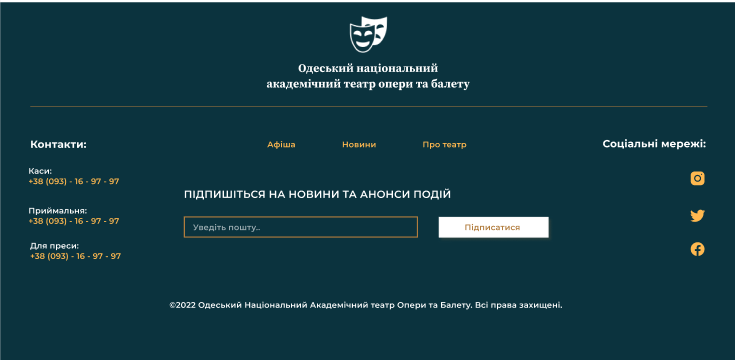 Одеський національний
академічний театр опери та балету
Контакти:
Афіша
Новини
Про театр
Соціальні мережі:
Каси:
+38 (093) - 16 - 97 - 97
ПІДПИШІТЬСЯ НА НОВИНИ ТА АНОНСИ ПОДІЙ
Приймальня:
+38 (093) - 16 - 97 - 97
Уведіть пошту..
Підписатися
Для преси:
+38 (093) - 16 - 97 - 97
©2022 Одеський Національний Академічний театр Опери та Балету. Всі права захищені.